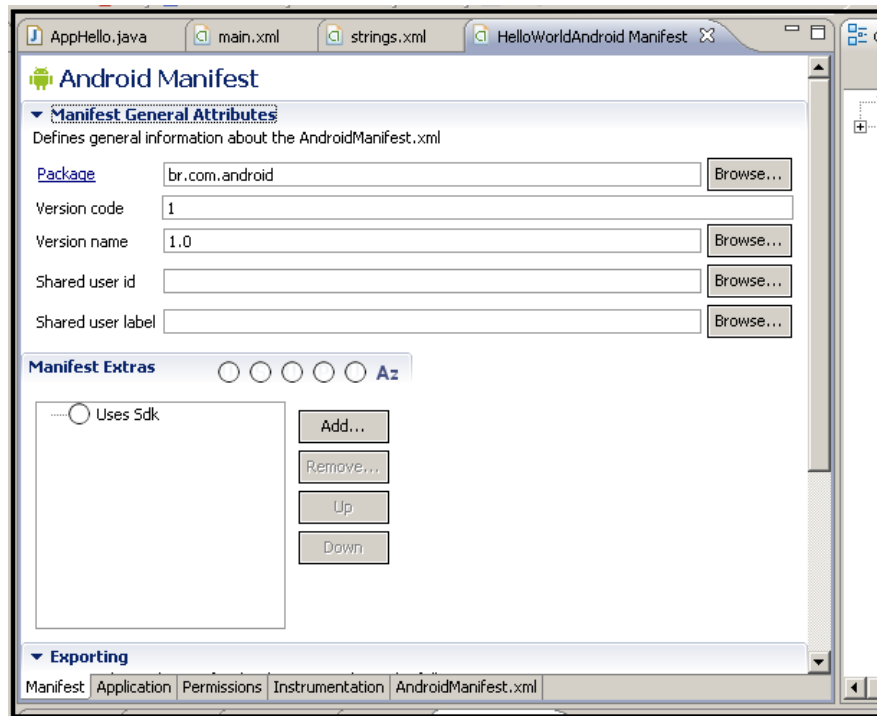 AppHello.java main.xml strings.xml HelloWorldAndroid Manifest
Android Manifest
Manifest General Attributes
Defines general information about the AndroidManifest.xml
Package br.com.android Browse...
Version code 1
Version name 1.0 Browse...
Shared user id Browse...
Shared user label Browse...
Manifest Extras Az
Uses Sdk
Add...
Remove...
Up
Down
Exporting
Manifest Application Permissions Instrumentation AndroidManifest.xml